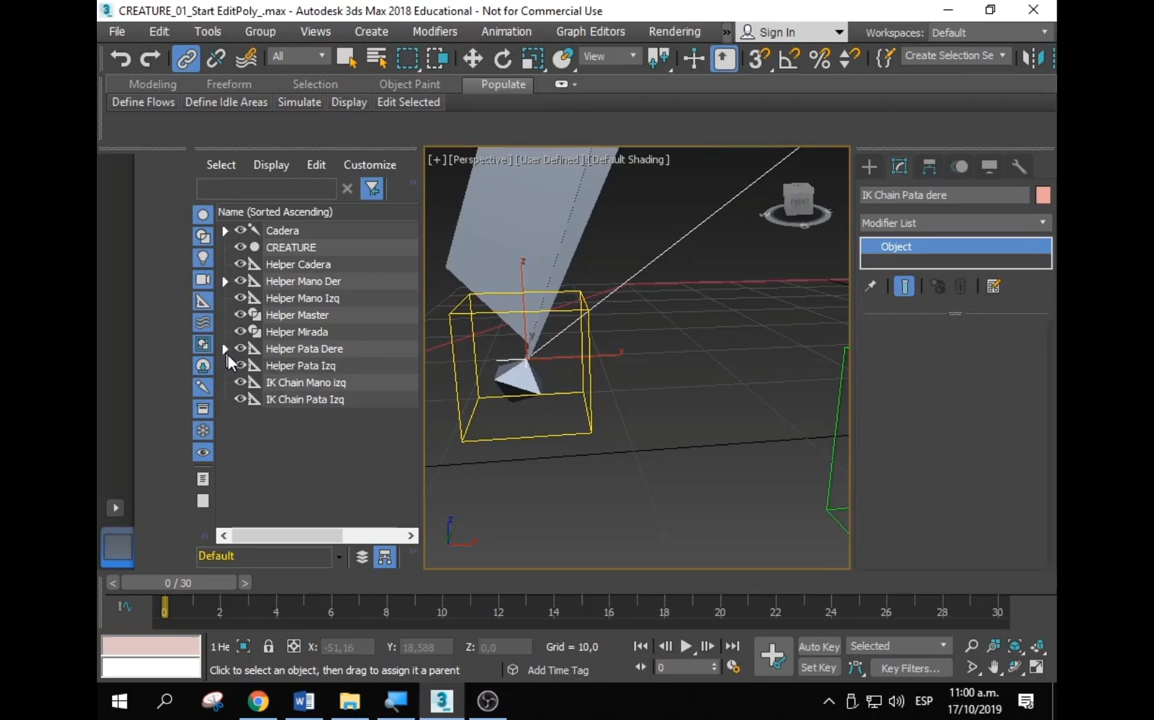 CREATURE_01_Start EditPoly_.max - Autodesk 3ds Max 2018 Educational - Not for Commercial Use
File Edit Tools Group Views Create Modifiers Animation Graph Editors Rendering » Sign In Workspaces: Default
All View Create Selection Se
Modeling Freeform Selection Object Paint Populate
Define Flows Define Idle Areas Simulate Display Edit Selected
Select Display Edit Customize
[+] [Perspective ] [User Defined ] [Default Shading ]
Name (Sorted Ascending)
Cadera
CREATURE
Helper Cadera
Helper Mano Der
Helper Mano Izq
Helper Master
Helper Mirada
Helper Pata Dere
Helper Pata Izq
IK Chain Mano izq
IK Chain Pata Izq
Default
z
x
z
x
FRONT
IK Chain Pata dere
Modifier List
Object
< 0 / 30 >
0 2 4 6 8 10 12 14 16 18 20 22 24 26 28 30
1 He X: -51,16 Y: 18,588 Z: 0,0 Grid = 10,0
Click to select an object, then drag to assign it a parent
Add Time Tag
0
Auto Key Selected
Set Key Key Filters...
ESP
11:00 a.m.
17/10/2019